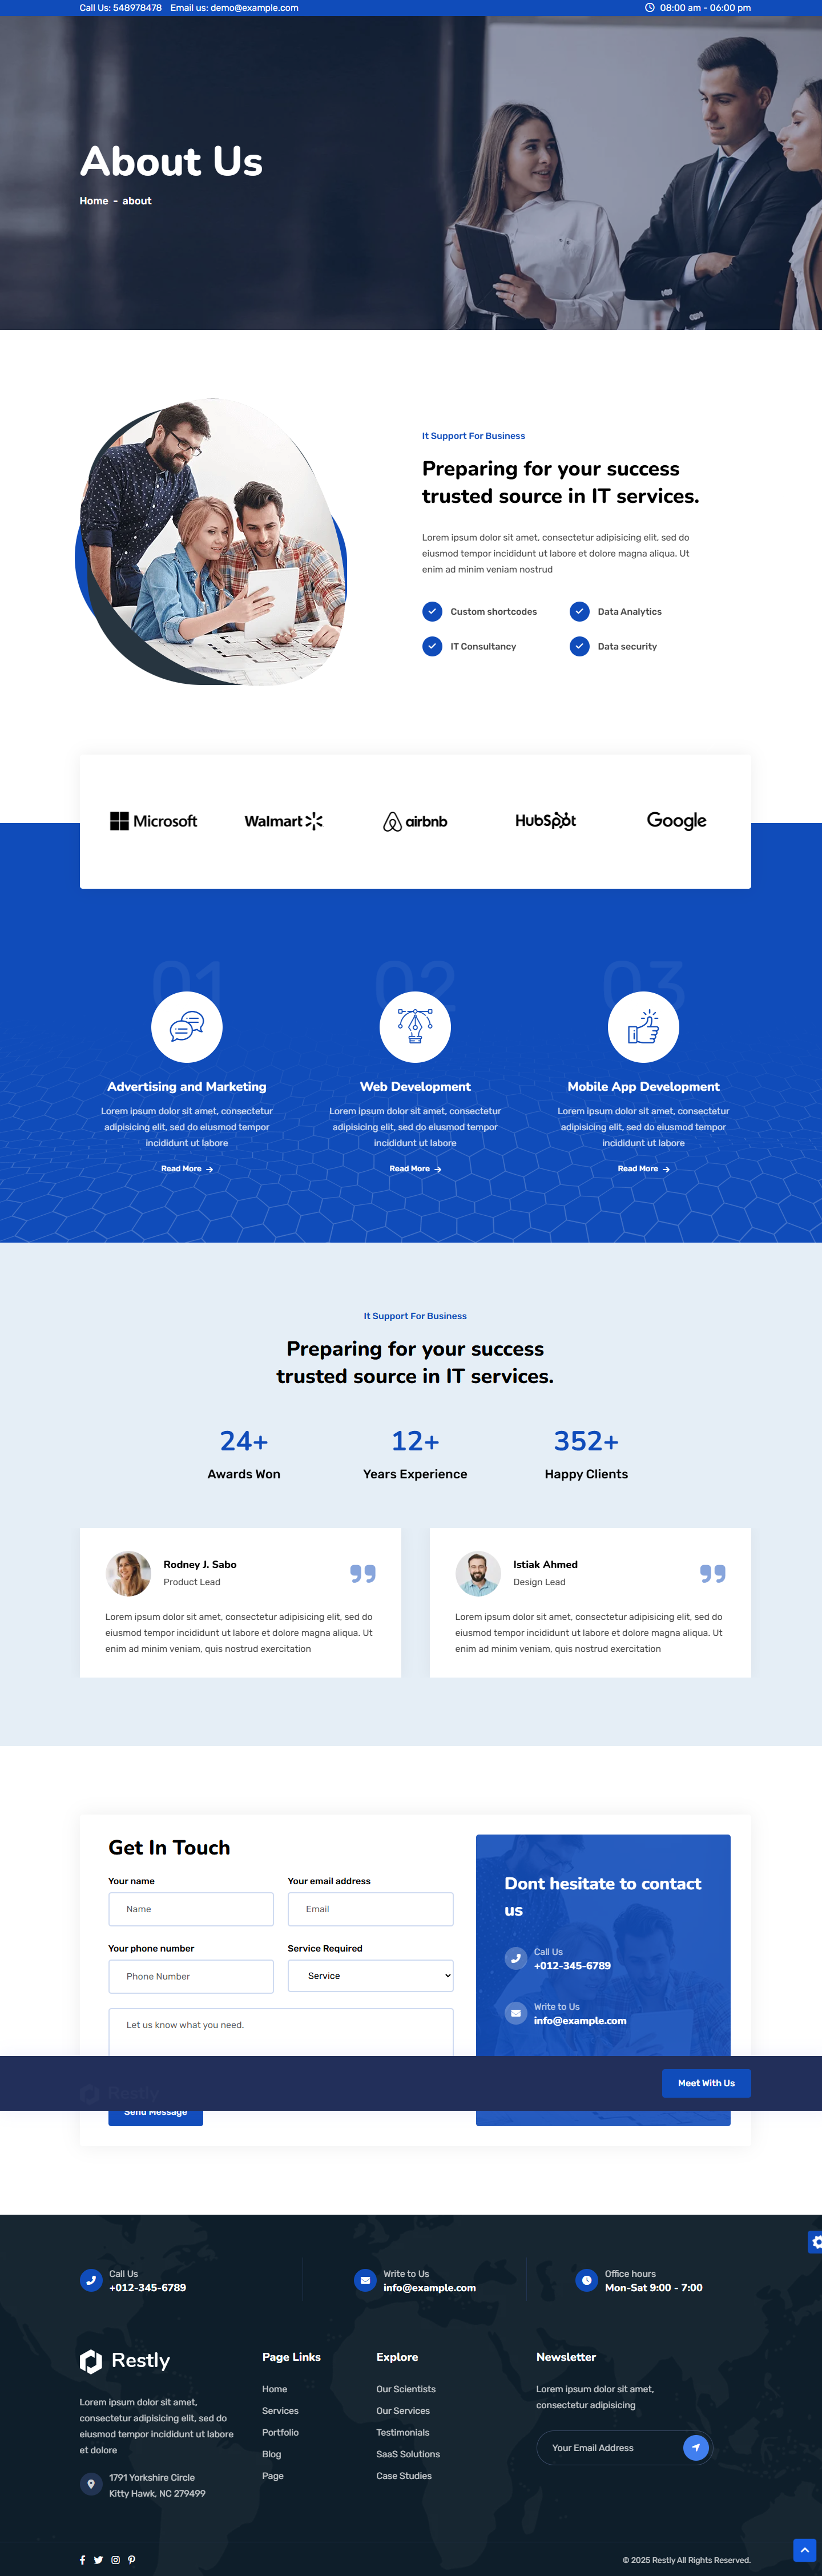 Call Us: 548978478 Email us: demo@example.com 08:00 am - 06:00 pm
About Us
Home - about
It Support For Business
Preparing for your success
trusted source in IT services.
Lorem ipsum dolor sit amet, consectetur adipisicing elit, sed do
eiusmod tempor incididunt ut labore et dolore magna aliqua. Ut
enim ad minim veniam nostrud
Custom shortcodes
Data Analytics
IT Consultancy
Data security
Microsoft
Walmart
airbnb
HubSpot
Google
01
Advertising and Marketing
Lorem ipsum dolor sit amet, consectetur
adipisicing elit, sed do eiusmod tempor
incididunt ut labore
Read More
02
Web Development
Lorem ipsum dolor sit amet, consectetur
adipisicing elit, sed do eiusmod tempor
incididunt ut labore
Read More
03
Mobile App Development
Lorem ipsum dolor sit amet, consectetur
adipisicing elit, sed do eiusmod tempor
incididunt ut labore
Read More
It Support For Business
Preparing for your success
trusted source in IT services.
24+
Awards Won
12+
Years Experience
352+
Happy Clients
Rodney J. Sabo
Product Lead
Lorem ipsum dolor sit amet, consectetur adipisicing elit, sed do
eiusmod tempor incididunt ut labore et dolore magna aliqua. Ut
enim ad minim veniam, quis nostrud exercitation
Istiak Ahmed
Design Lead
Lorem ipsum dolor sit amet, consectetur adipisicing elit, sed do
eiusmod tempor incididunt ut labore et dolore magna aliqua. Ut
enim ad minim veniam, quis nostrud exercitation
Get In Touch
Your name
Name
Your email address
Email
Your phone number
Phone Number
Service Required
Service
Let us know what you need.
Send Message
Dont hesitate to contact
us
Call Us
+012-345-6789
Write to Us
info@example.com
Restly
Meet With Us
Call Us
+012-345-6789
Write to Us
info@example.com
Office hours
Mon-Sat 9:00 - 7:00
Restly
Lorem ipsum dolor sit amet,
consectetur adipisicing elit, sed do
eiusmod tempor incididunt ut labore
et dolore
1791 Yorkshire Circle
Kitty Hawk, NC 279499
Page Links
Home
Services
Portfolio
Blog
Page
Explore
Our Scientists
Our Services
Testimonials
SaaS Solutions
Case Studies
Newsletter
Lorem ipsum dolor sit amet,
consectetur adipisicing
Your Email Address
© 2025 Restly All Rights Reserved.